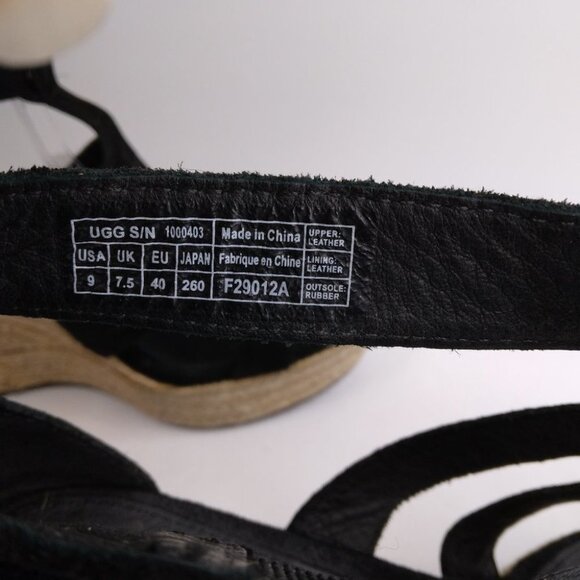 UGG S/N 1000403
Made in China
UPPER:
LEATHER
USA UK EU JAPAN
Fabrique en Chine
LINING:
LEATHER
9 7.5 40 260
F29012A
OUTSOLE:
RUBBER